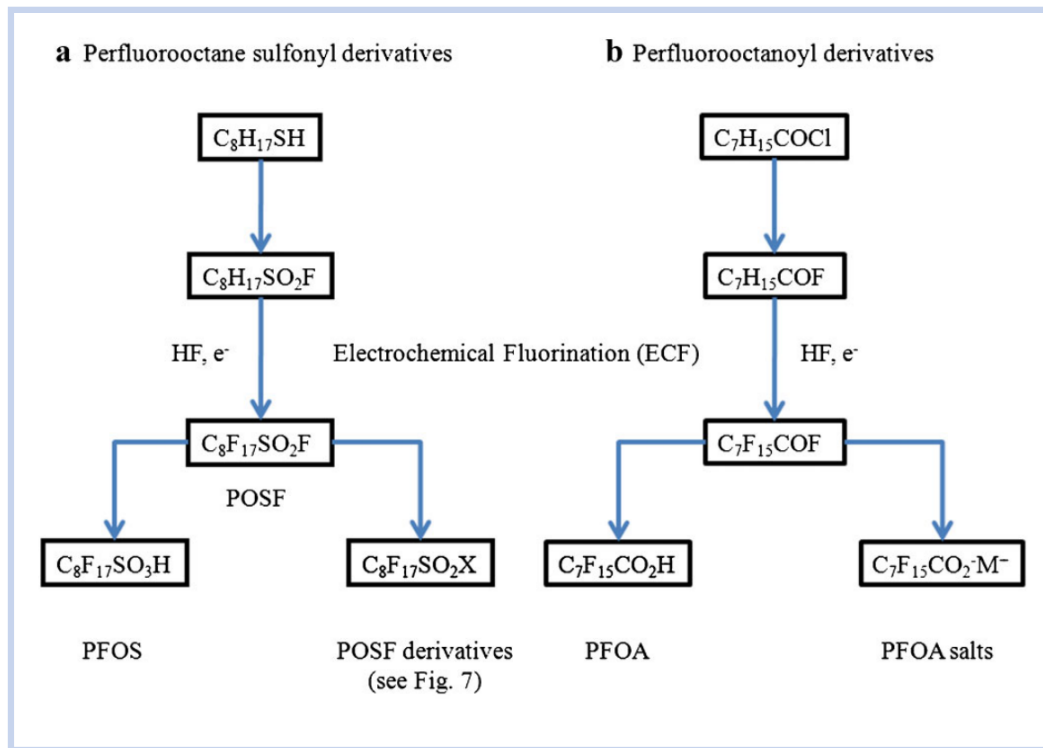 a Perfluorooctane sulfonyl derivatives
b Perfluorooctanoyl derivatives
C₈H₁₇SH
C₇H₁₅COCl
C₈H₁₇SO₂F
C₇H₁₅COF
HF, e⁻
Electrochemical Fluorination (ECF)
HF, e⁻
C₈F₁₇SO₂F
C₇F₁₅COF
POSF
C₈F₁₇SO₃H
C₈F₁₇SO₂X
C₇F₁₅CO₂H
C₇F₁₅CO₂⁻M⁻
PFOS
POSF derivatives
(see Fig. 7)
PFOA
PFOA salts